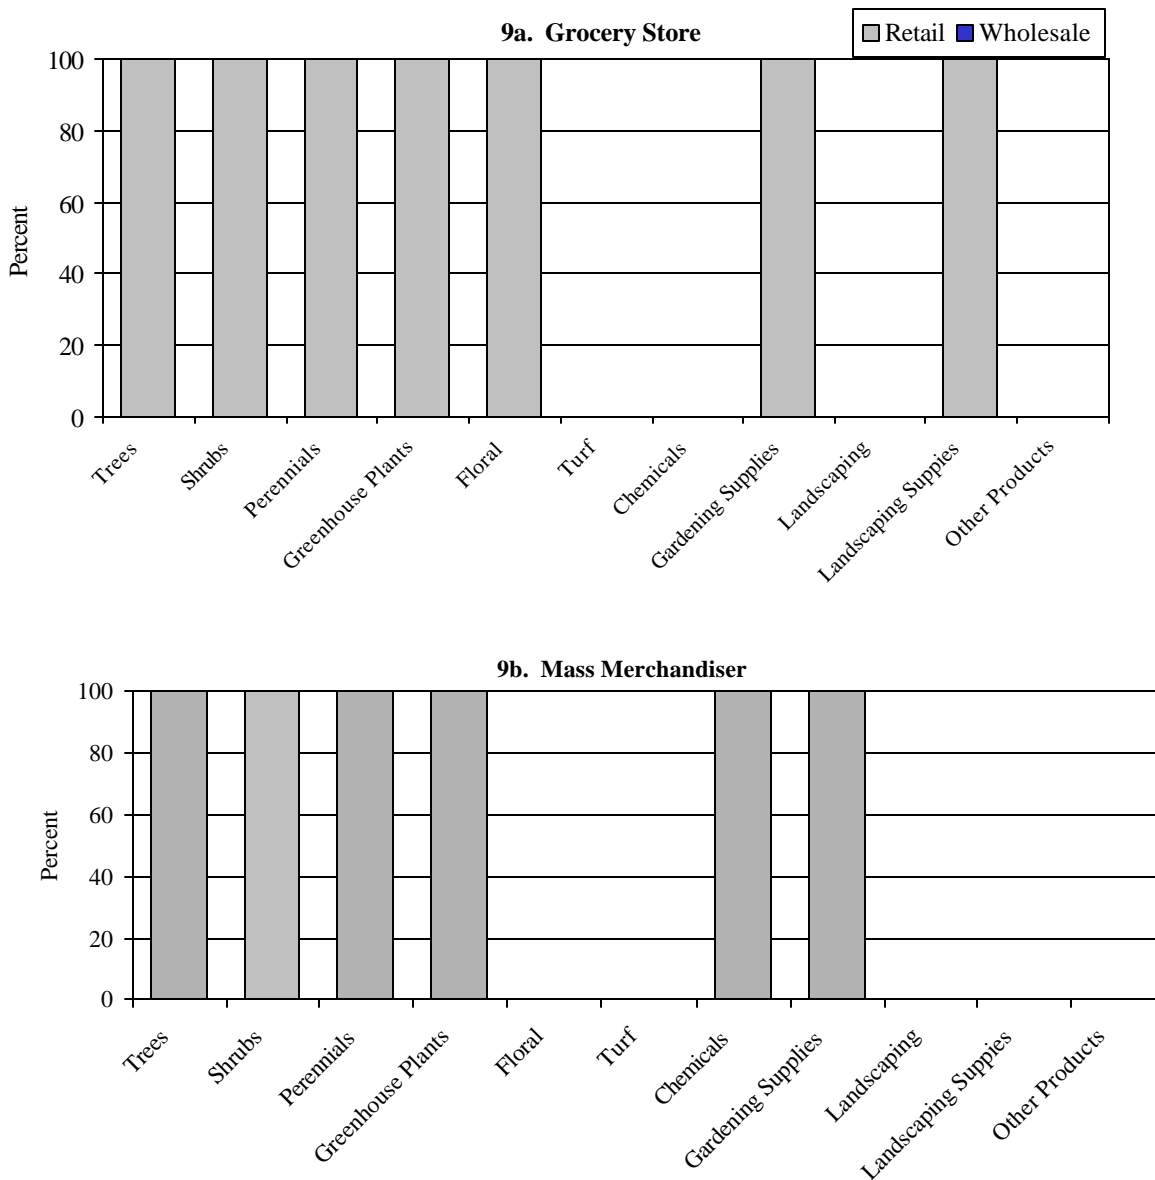 9a. Grocery Store
Retail Wholesale
Percent
100
80
60
40
20
0
Trees
Shrubs
Perennials
Greenhouse Plants
Floral
Turf
Chemicals
Gardening Supplies
Landscaping
Landscaping Suppies
Other Products
9b. Mass Merchandiser
Percent
100
80
60
40
20
0
Trees
Shrubs
Perennials
Greenhouse Plants
Floral
Turf
Chemicals
Gardening Supplies
Landscaping
Landscaping Suppies
Other Products